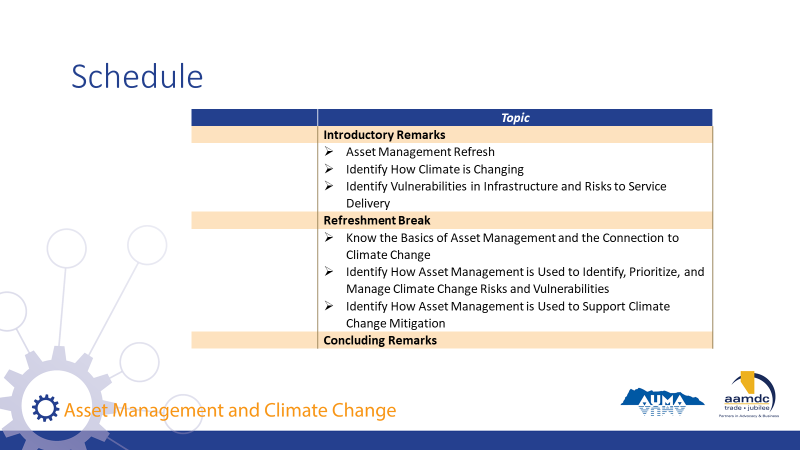 Schedule
Topic
Introductory Remarks
➢ Asset Management Refresh
➢ Identify How Climate is Changing
➢ Identify Vulnerabilities in Infrastructure and Risks to Service
Delivery
Refreshment Break
➢ Know the Basics of Asset Management and the Connection to
Climate Change
➢ Identify How Asset Management is Used to Identify, Prioritize, and
Manage Climate Change Risks and Vulnerabilities
➢ Identify How Asset Management is Used to Support Climate
Change Mitigation
Concluding Remarks
Asset Management and Climate Change
AUMA
aamdc
trade • jubilee
Partners in Advocacy & Business